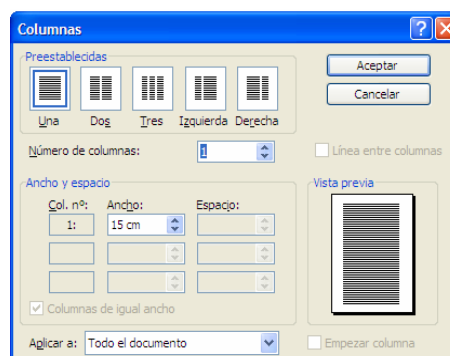 Columnas
Preestablecidas
Una Dos Tres Izquierda Derecha
Aceptar
Cancelar
Número de columnas: 1
Línea entre columnas
Ancho y espacio
Col. nº: Ancho: Espacio:
1: 15 cm
Columnas de igual ancho
Vista previa
Aplicar a: Todo el documento
Empezar columna